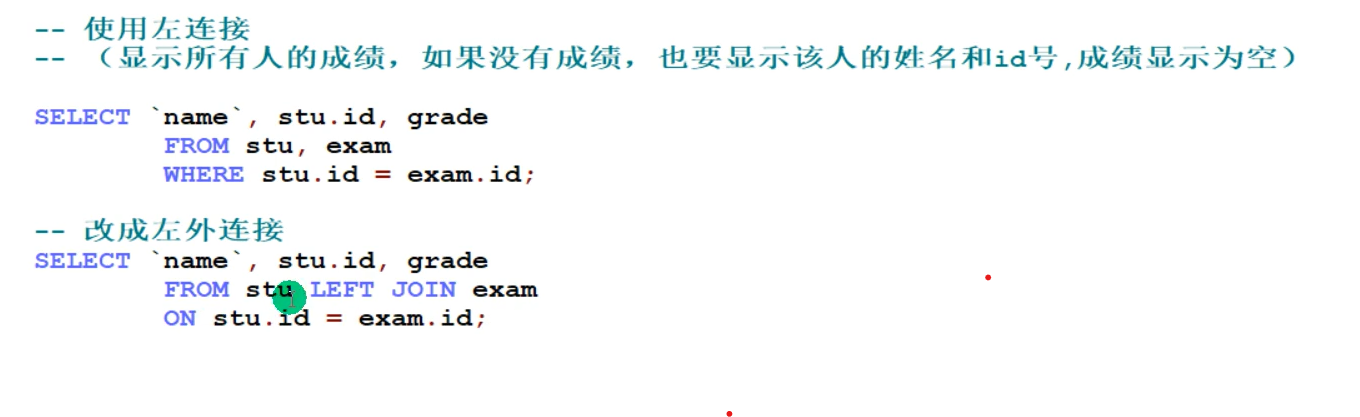 -- 使用左连接
-- （显示所有人的成绩，如果没有成绩，也要显示该人的姓名和id号,成绩显示为空）
SELECT `name`, stu.id, grade
FROM stu, exam
WHERE stu.id = exam.id;
-- 改成左外连接
SELECT `name`, stu.id, grade
FROM stu LEFT JOIN exam
ON stu.id = exam.id;